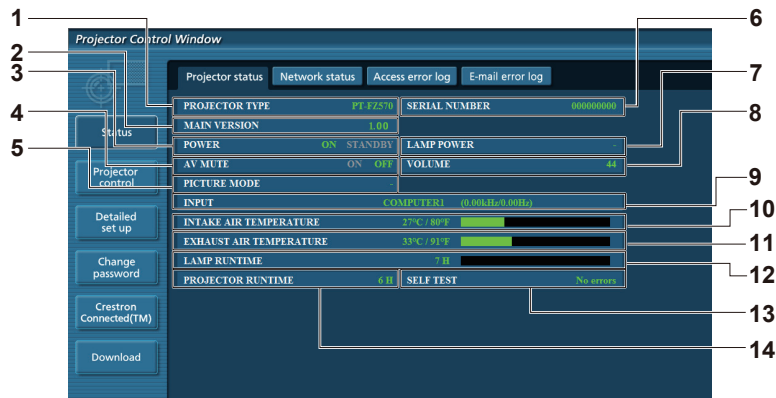 1
6
Projector Control Window
2
3
7
Projector status Network status Access error log E-mail error log
4
8
PROJECTOR TYPE PT-FZ570 SERIAL NUMBER 000000000
MAIN VERSION 1.00
Status
5
POWER ON STANDBY LAMP POWER -
AV MUTE ON OFF VOLUME 44
Projector
control
PICTURE MODE -
9
INPUT COMPUTER1 (0.00kHz/0.00Hz)
10
Detailed
set up
INTAKE AIR TEMPERATURE 27°C / 80°F
11
EXHAUST AIR TEMPERATURE 33°C / 91°F
Change
password
LAMP RUNTIME 7 H
12
PROJECTOR RUNTIME 6 H SELF TEST No errors
Crestron
Connected(TM)
13
Download
14